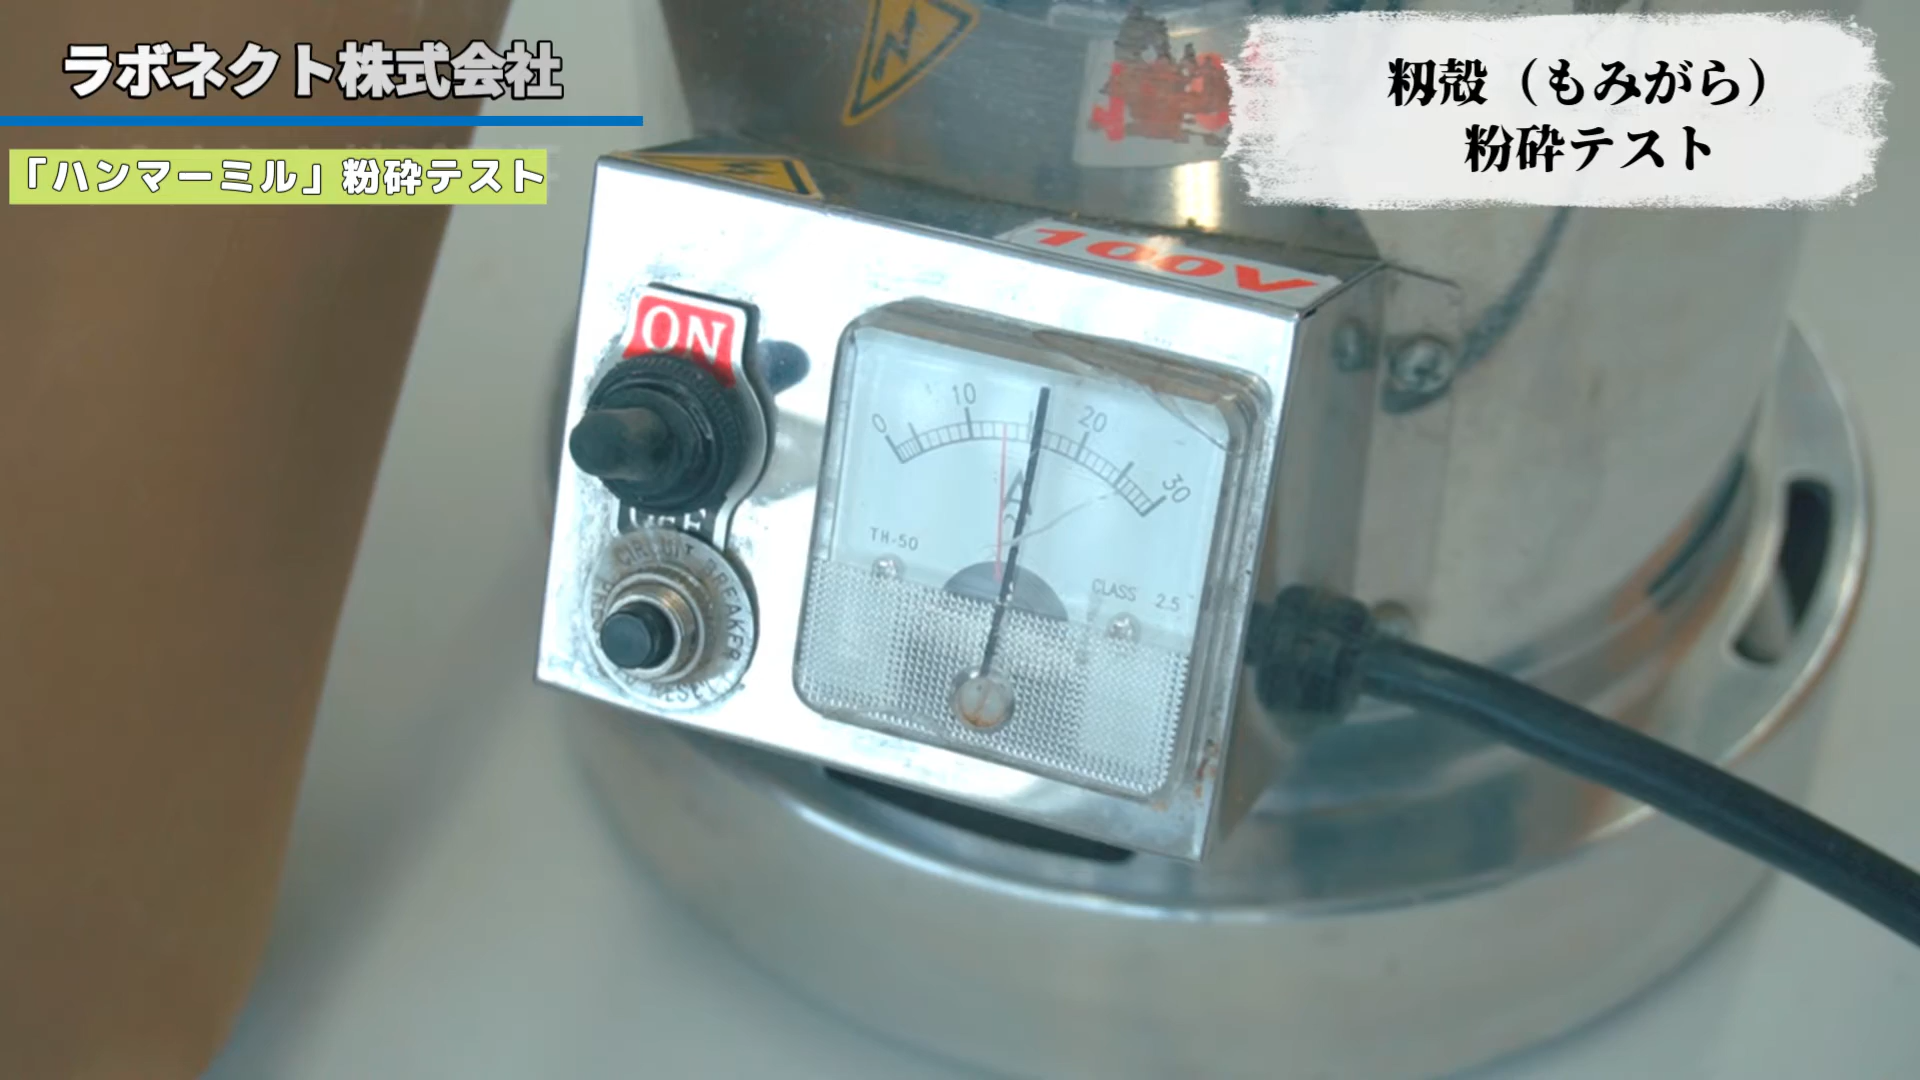 ラボネクト株式会社
「ハンマーミル」粉砕テスト
籾殻（もみがら）
粉砕テスト
100V
ON
OFF
CIRCUIT BREAKER
RESET
0 10 20 30
TH-50
CLASS 2.5